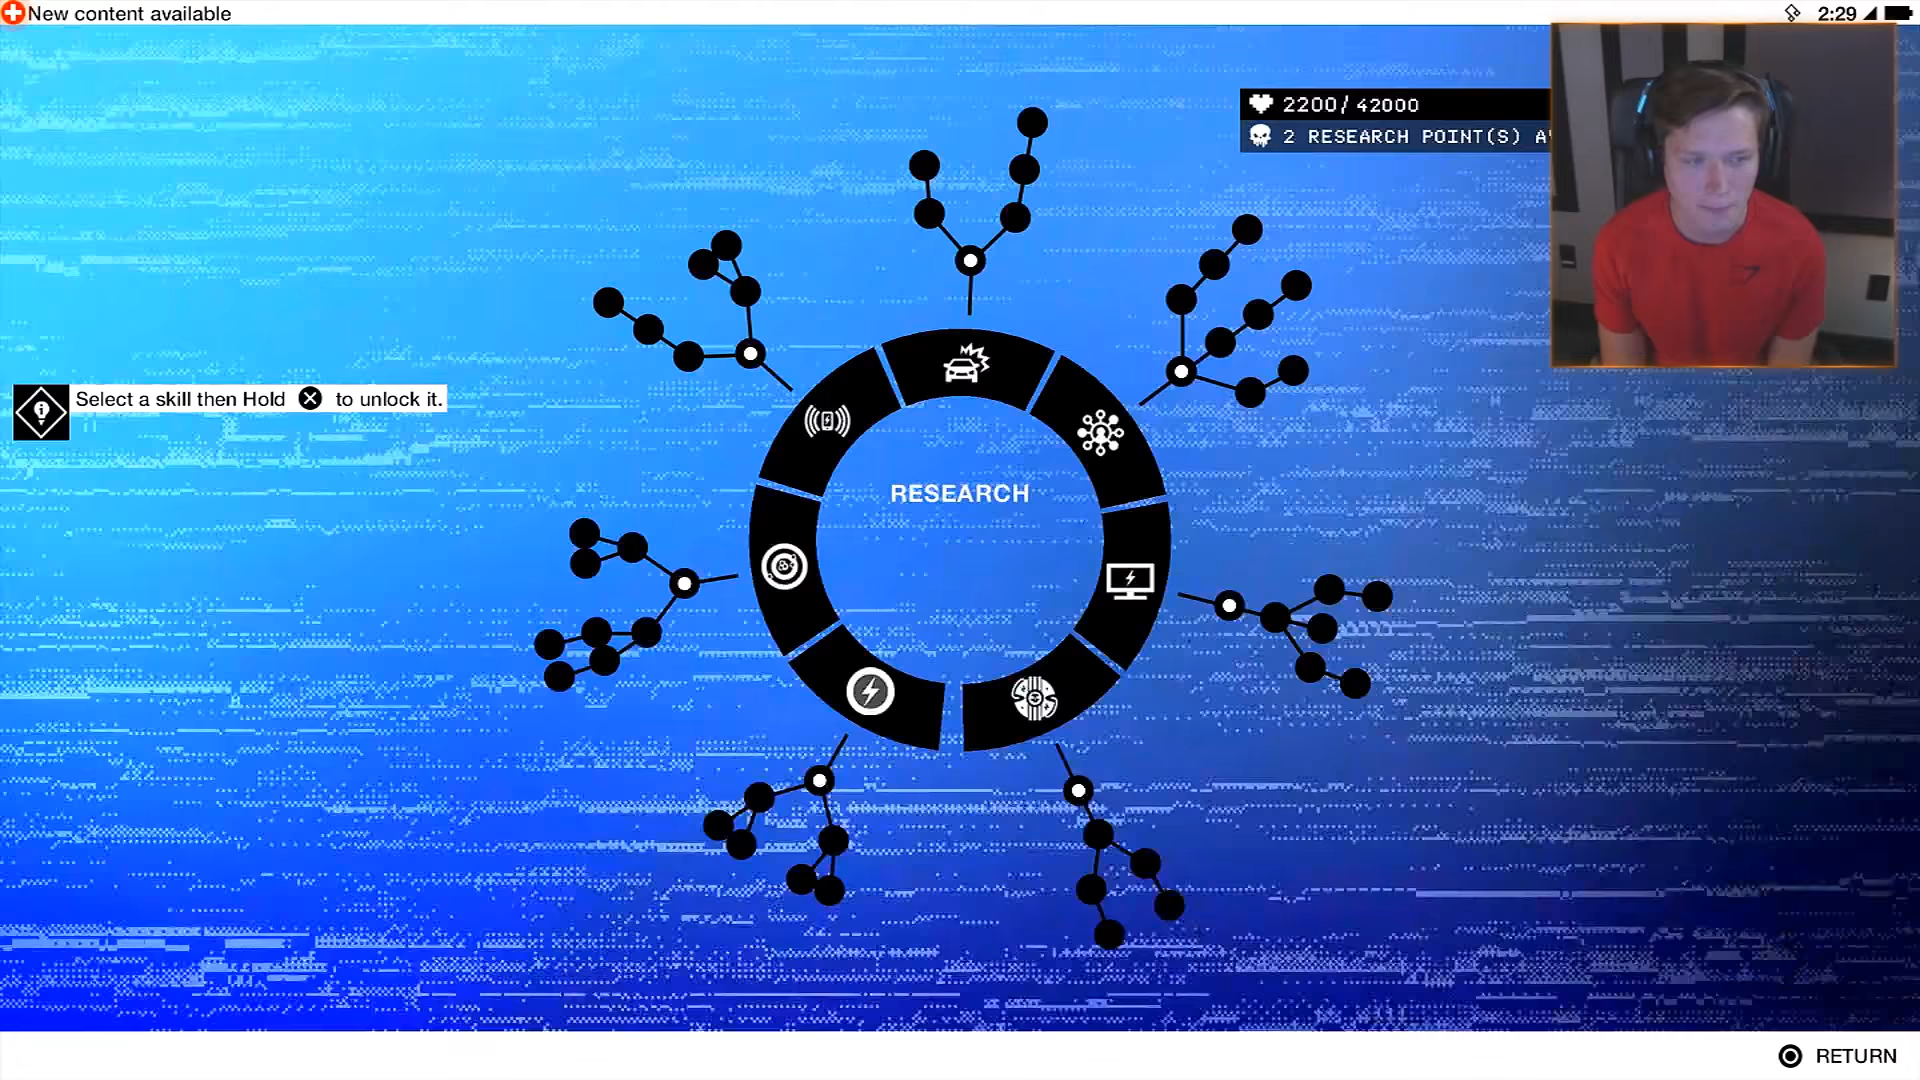 New content available
2:29
2200/ 42000
2 RESEARCH POINT(S)
Select a skill then Hold to unlock it.
RESEARCH
RETURN